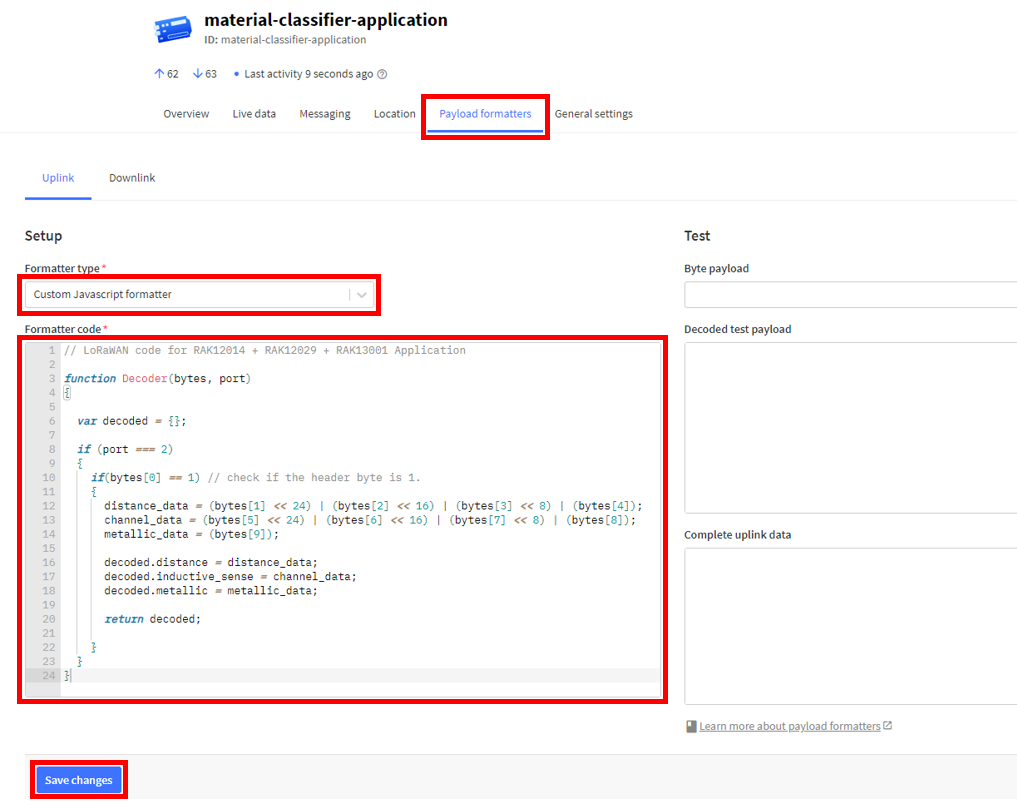 material-classifier-application
ID: material-classifier-application
62 63 Last activity 9 seconds ago
Overview Live data Messaging Location Payload formatters General settings
Uplink Downlink
Setup
Formatter type*
Custom Javascript formatter
Formatter code*
1 // LoRaWAN code for RAK12014 + RAK12029 + RAK13001 Application
2
3 function Decoder(bytes, port)
4 {
5
6 var decoded = {};
7
8 if (port === 2)
9 {
10 if(bytes[0] == 1) // check if the header byte is 1.
11 {
12 distance_data = (bytes[1] << 24) | (bytes[2] << 16) | (bytes[3] << 8) | (bytes[4]);
13 channel_data = (bytes[5] << 24) | (bytes[6] << 16) | (bytes[7] << 8) | (bytes[8]);
14 metallic_data = (bytes[9]);
15
16 decoded.distance = distance_data;
17 decoded.inductive_sense = channel_data;
18 decoded.metallic = metallic_data;
19
20 return decoded;
21
22 }
23 }
24 }
Save changes
Test
Byte payload
Decoded test payload
Complete uplink data
Learn more about payload formatters